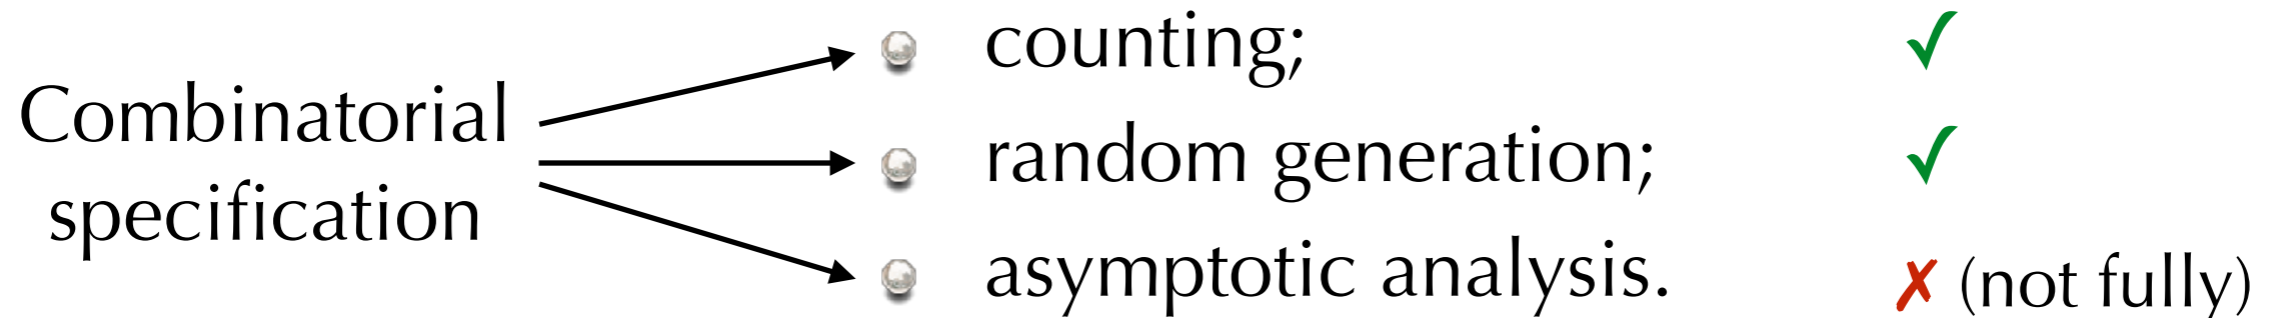 Combinatorial
specification
counting; ✓
random generation; ✓
asymptotic analysis. ✗ (not fully)